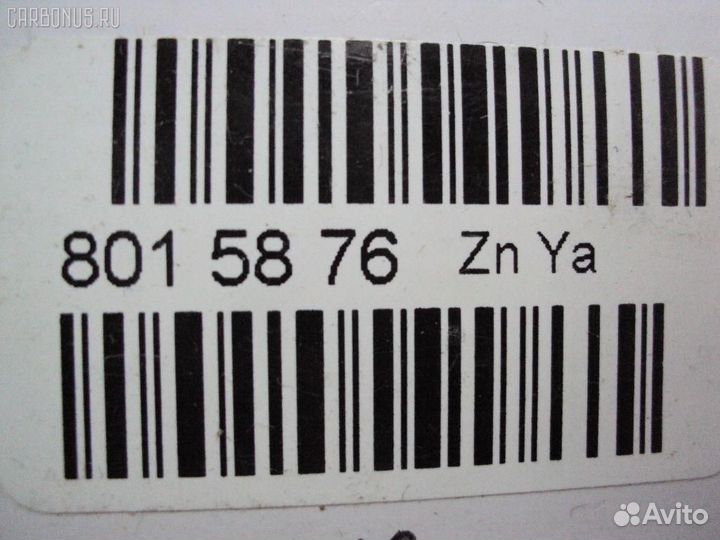 CARBONUS.RU
801 58 76 Zn Ya
Avito